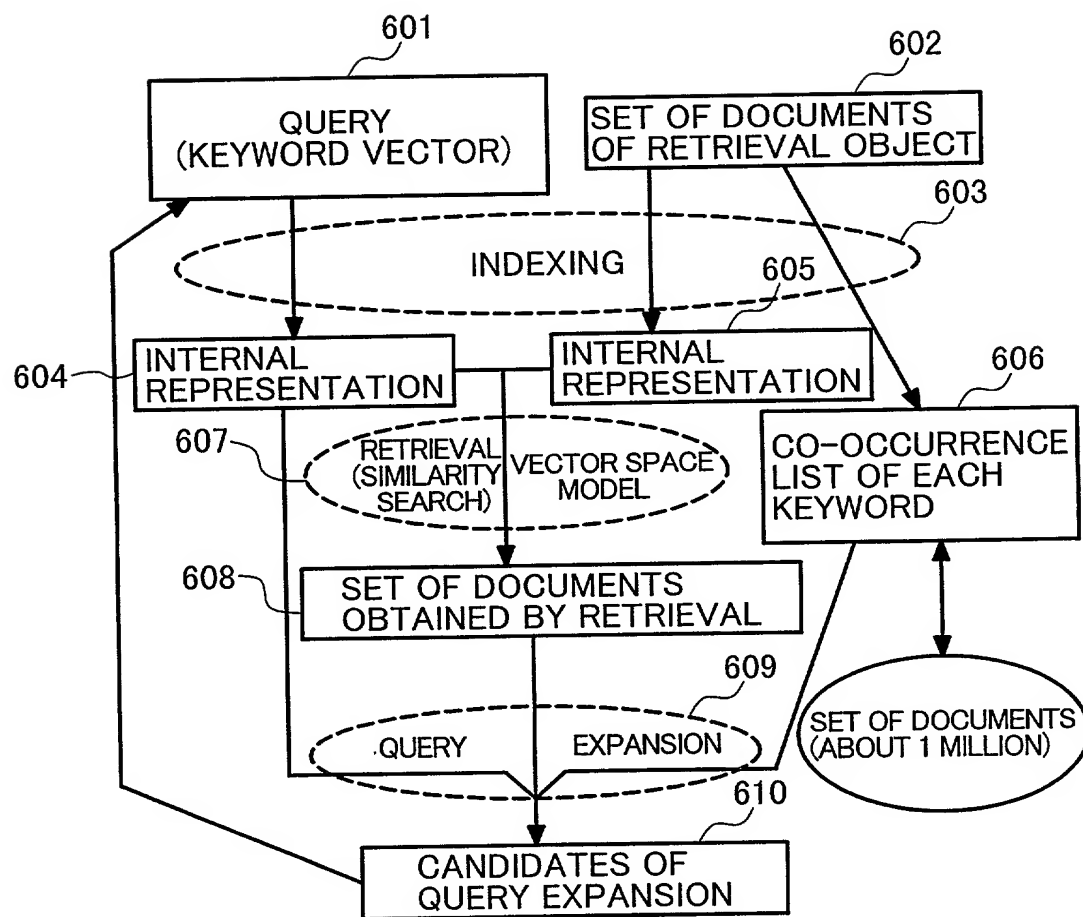 601
QUERY
(KEYWORD VECTOR)
602
SET OF DOCUMENTS
OF RETRIEVAL OBJECT
603
INDEXING
604
INTERNAL
REPRESENTATION
605
INTERNAL
REPRESENTATION
606
CO-OCCURRENCE
LIST OF EACH
KEYWORD
607
RETRIEVAL
(SIMILARITY
SEARCH)
VECTOR SPACE
MODEL
608
SET OF DOCUMENTS
OBTAINED BY RETRIEVAL
609
QUERY EXPANSION
SET OF DOCUMENTS
(ABOUT 1 MILLION)
610
CANDIDATES OF
QUERY EXPANSION